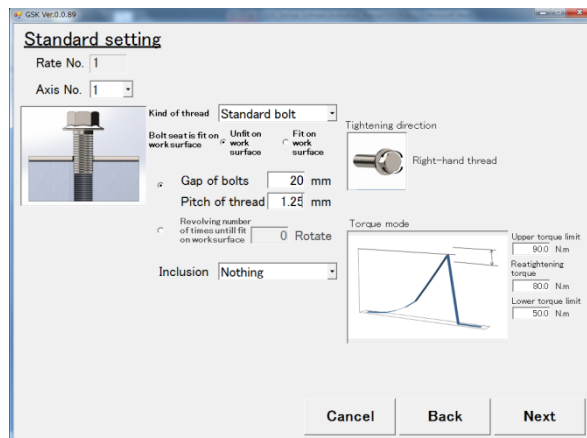 GSK Ver.0.0.89
Standard setting
Rate No. 1
Axis No. 1
Kind of thread Standard bolt
Bolt seat is fit on work surface
Unfit on work surface
Fit on work surface
Gap of bolts 20 mm
Pitch of thread 1.25 mm
Revolving number
of times untill fit
on work surface 0 Rotate
Inclusion Nothing
Tightening direction
Right-hand thread
Torque mode
Upper torque limit
90.0 N.m
Reatightening
torque
80.0 N.m
Lower torque limit
50.0 N.m
Cancel Back Next